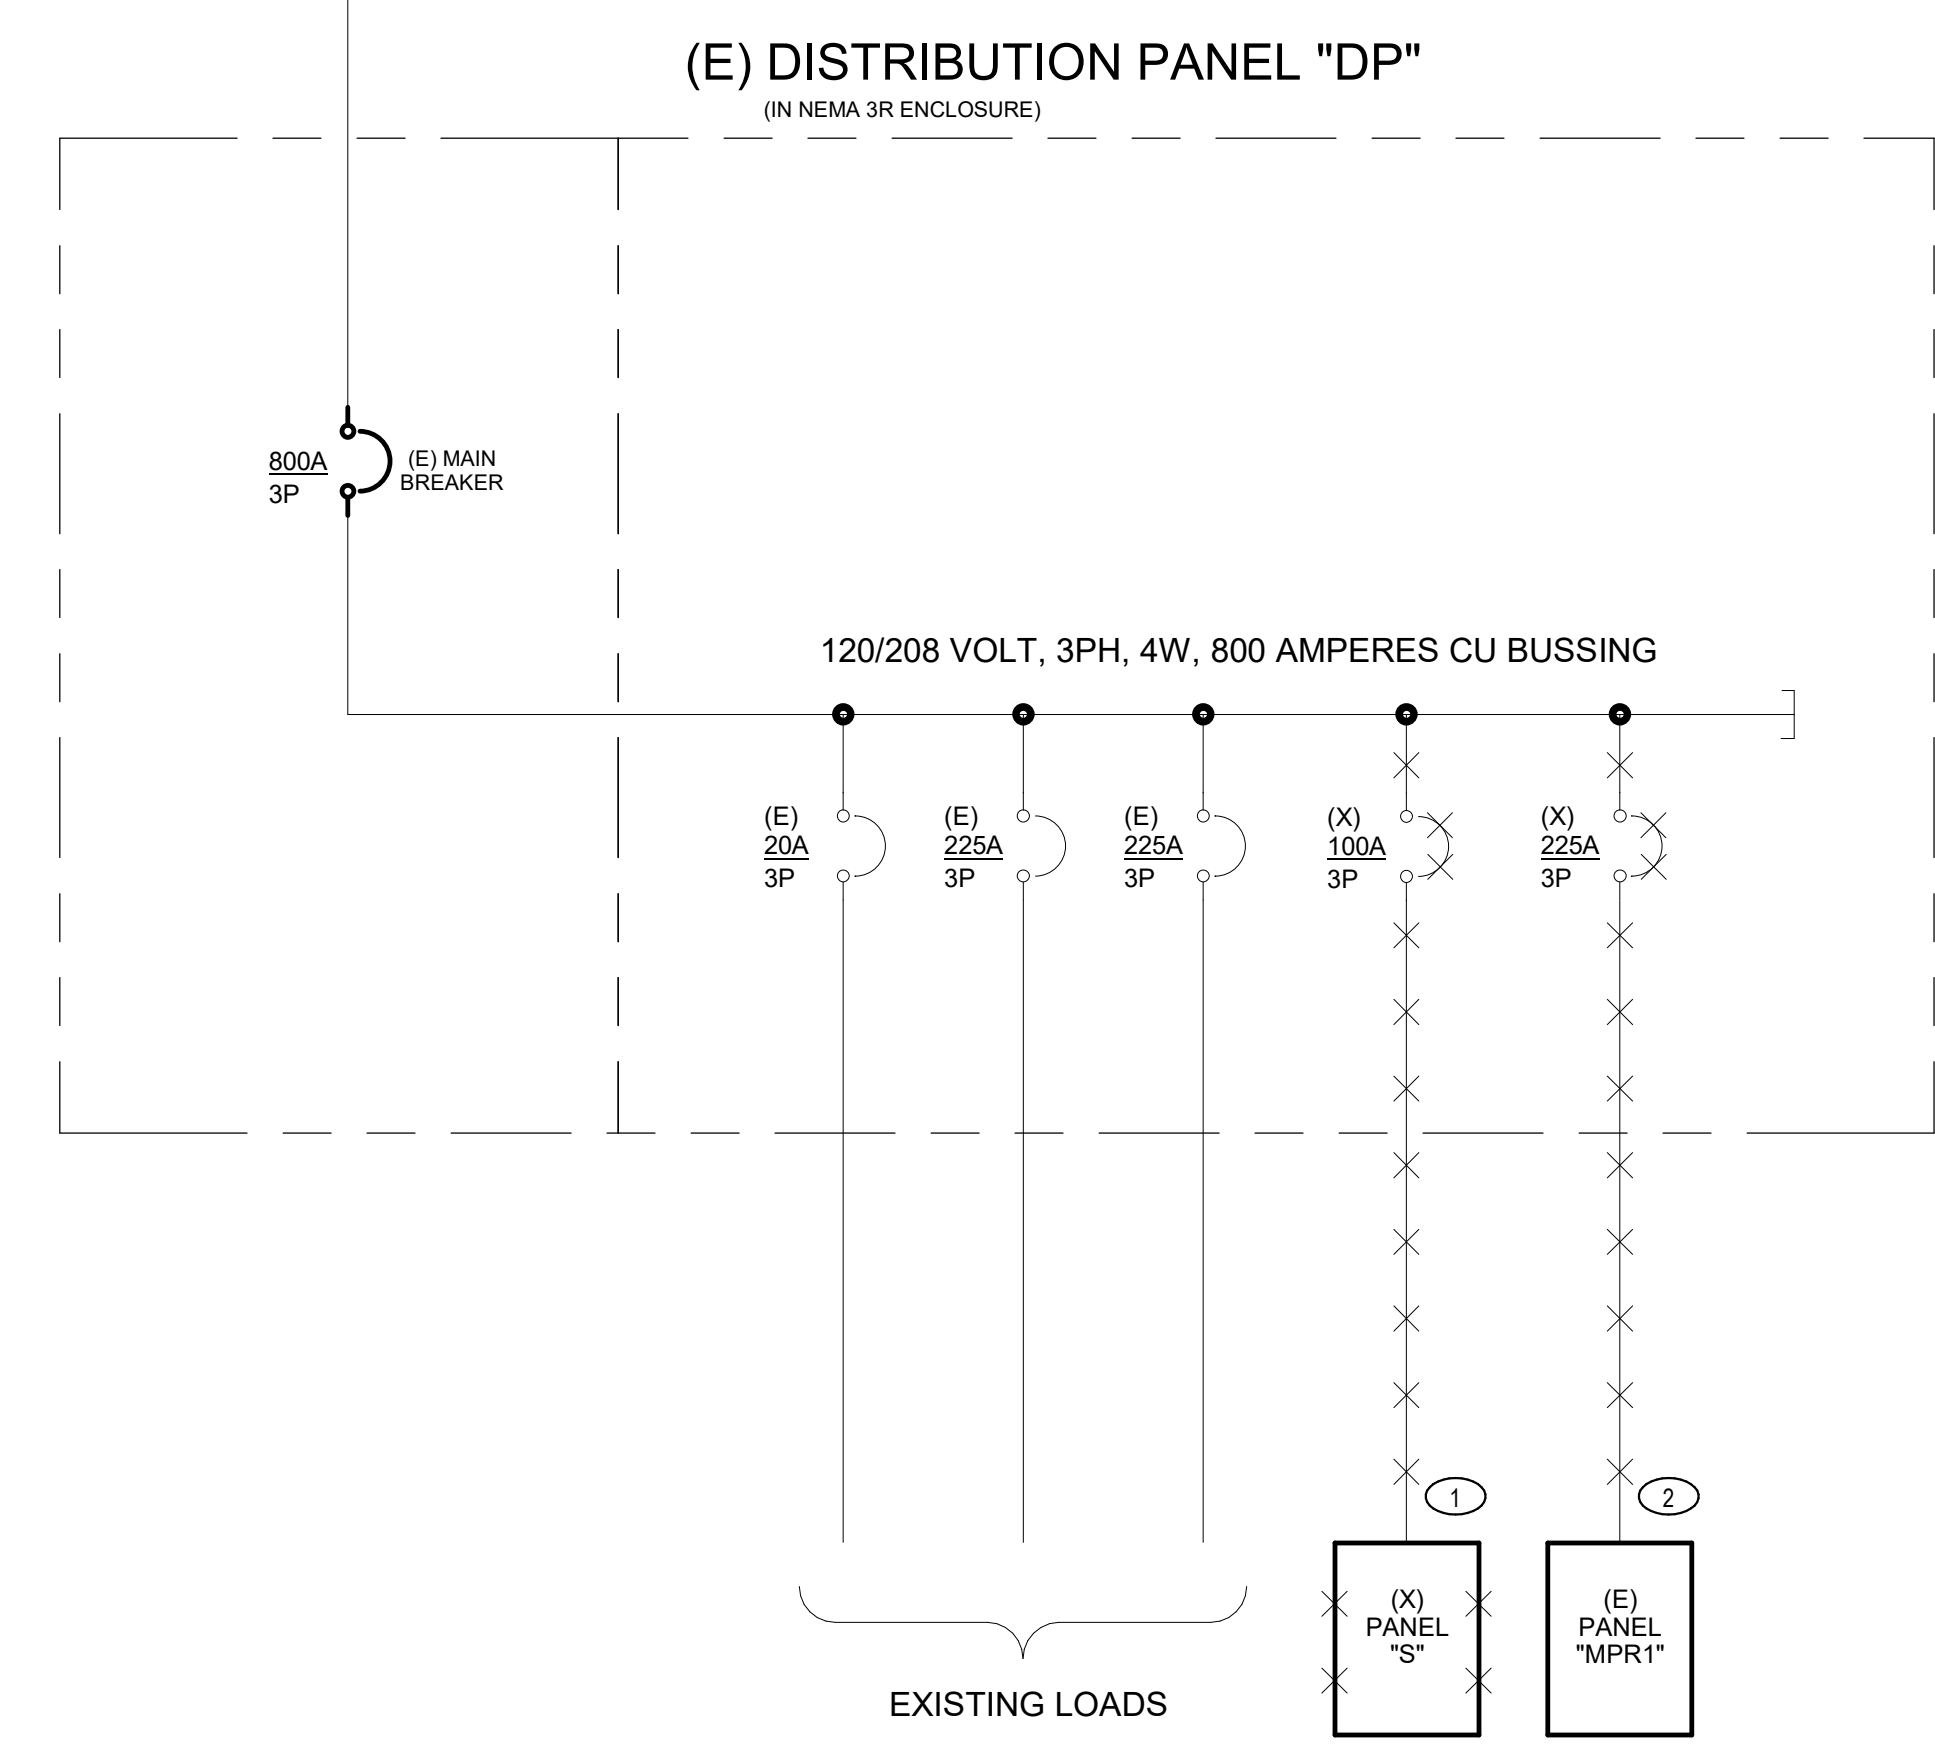 (E) DISTRIBUTION PANEL "DP"
(IN NEMA 3R ENCLOSURE)
800A
3P
(E) MAIN
BREAKER
120/208 VOLT, 3PH, 4W, 800 AMPERES CU BUSSING
(E)
20A
3P
(E)
225A
3P
(E)
225A
3P
(X)
100A
3P
(X)
225A
3P
1
2
(X)
PANEL
"S"
(E)
PANEL
"MPR1"
EXISTING LOADS